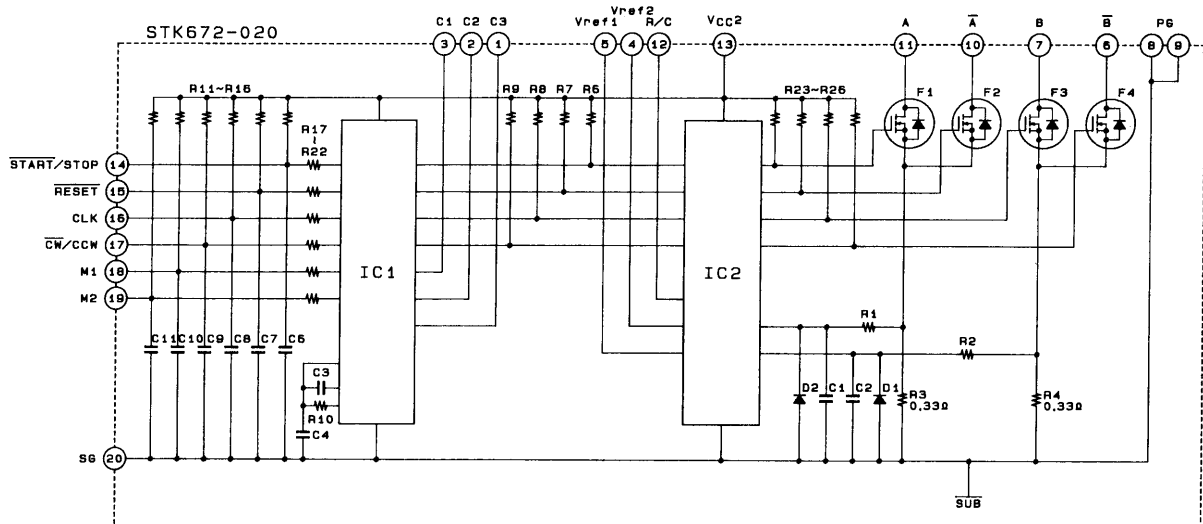 STK672-020
C1 C2 C3
Vref2
Vref1 R/C
VCC2
A A B B PG
3 2 1 5 4 12 13 11 10 7 6 8 9
R11~R16
R9 R8 R7 R6
R23~R26
F1 F2 F3 F4
R17
~
R22
START/STOP 14
RESET 15
CLK 16
CW/CCW 17
M1 18
M2 19
IC1
IC2
R1
R2
C11 C10 C9 C8 C7 C6
C3
R10
C4
D2 C1 C2 D1
R3
0.33Ω
R4
0.33Ω
SG 20
SUB